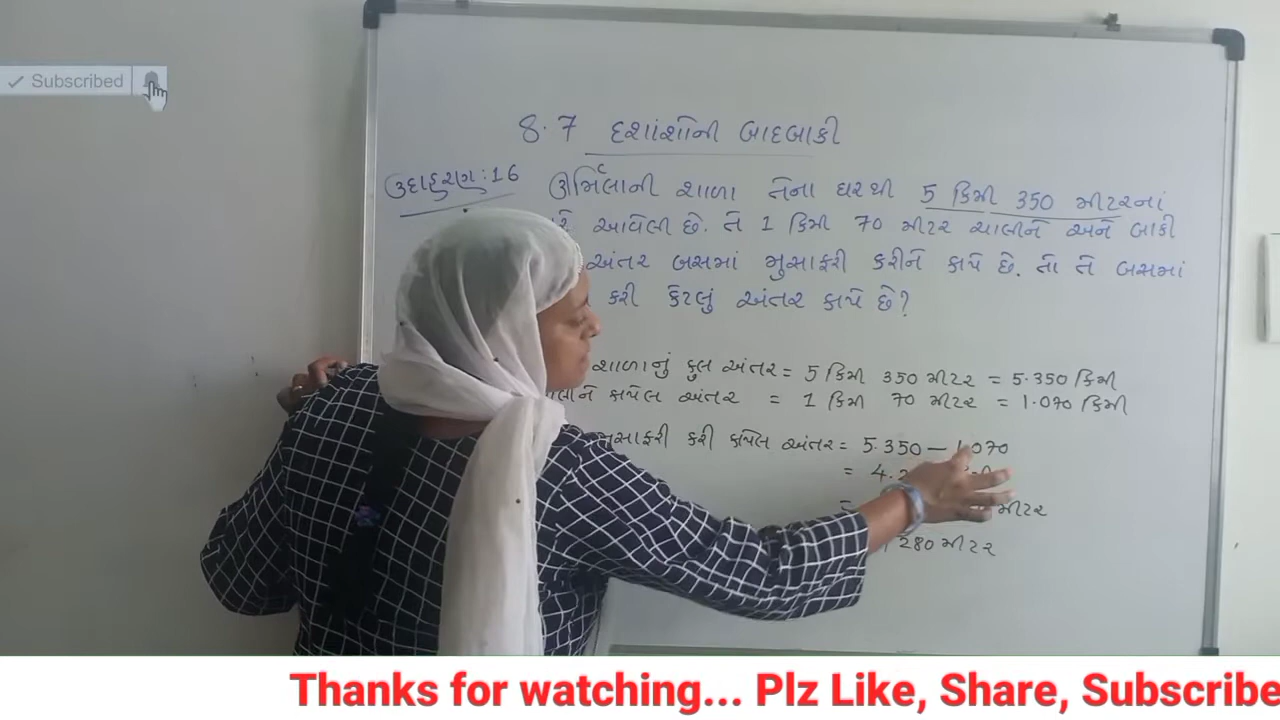 Subscribed
8.7 દશાંશોની બાદબાકી
ઉદાહરણ:16 ઊર્મિલાની શાળા તેના ઘરથી 5 કિમી 350 મીટરનાં
આવેલી છે. તે 1 કિમી 70 મીટર ચાલીને અને બાકી
અંતર બસમાં મુસાફરી કરીને કાપે છે. તો તે બસમાં
કરી કેટલું અંતર કાપે છે?
શાળાનું કુલ અંતર = 5 કિમી 350 મીટર = 5.350 કિમી
કાપેલ અંતર = 1 કિમી 70 મીટર = 1.070 કિમી
કરી કાપેલ અંતર = 5.350 - 1.070
= 4.
= મીટર
280 મીટર
Thanks for watching... Plz Like, Share, Subscribe